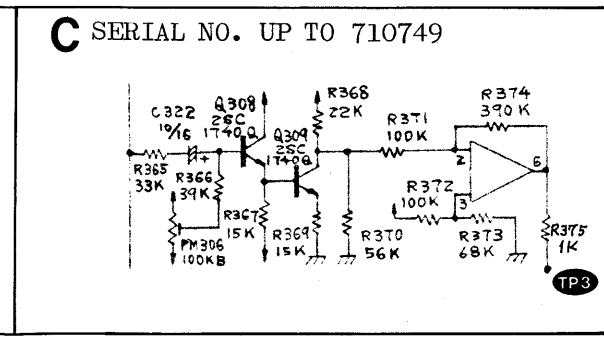 C SERIAL NO. UP TO 710749
C322
10/16
Q308
2SC
1740Q
R368
22K
R374
390K
R371
100K
Q309
2SC
1740Q
R365
33K
R366
39K
2
6
R372
100K
3
R367
15K
R369
15K
PM306
100KB
R370
56K
R373
68K
R375
1K
TP3